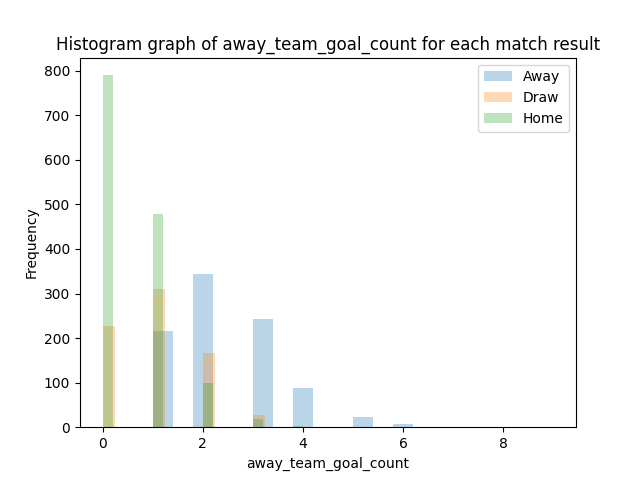 Histogram graph of away_team_goal_count for each match result
Away
Draw
Home
800
700
600
500
400
300
200
100
0
Frequency
0 2 4 6 8
away_team_goal_count